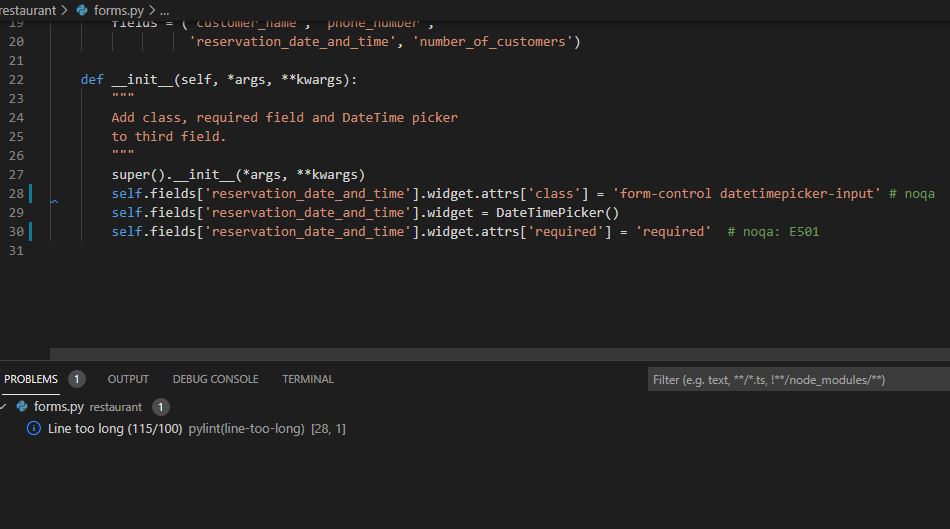 restaurant > forms.py > ...
19 fields = ('customer_name', 'phone_number',
20 'reservation_date_and_time', 'number_of_customers')
21
22 def __init__(self, *args, **kwargs):
23 """
24 Add class, required field and DateTime picker
25 to third field.
26 """
27 super().__init__(*args, **kwargs)
28 self.fields['reservation_date_and_time'].widget.attrs['class'] = 'form-control datetimepicker-input' # noqa
29 self.fields['reservation_date_and_time'].widget = DateTimePicker()
30 self.fields['reservation_date_and_time'].widget.attrs['required'] = 'required'  # noqa: E501
31
PROBLEMS 1 OUTPUT DEBUG CONSOLE TERMINAL Filter (e.g. text, **/*.ts, !**/node_modules/**)
forms.py restaurant 1
Line too long (115/100) pylint(line-too-long) [28, 1]